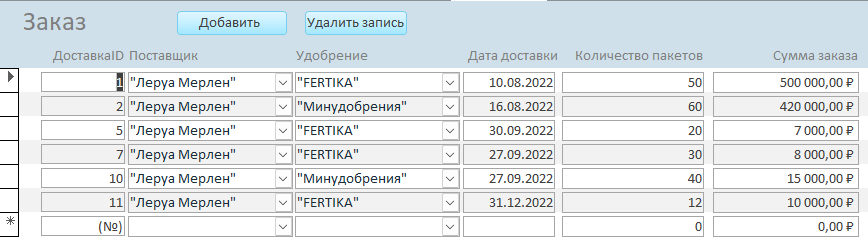 Заказ Добавить Удалить запись
ДоставкаID Поставщик Удобрение Дата доставки Количество пакетов Сумма заказа
1 "Леруа Мерлен" "FERTIKA" 10.08.2022 50 500 000,00 ₽
2 "Леруа Мерлен" "Минудобрения" 16.08.2022 60 420 000,00 ₽
5 "Леруа Мерлен" "FERTIKA" 30.09.2022 20 7 000,00 ₽
7 "Леруа Мерлен" "FERTIKA" 27.09.2022 30 8 000,00 ₽
10 "Леруа Мерлен" "Минудобрения" 27.09.2022 40 15 000,00 ₽
11 "Леруа Мерлен" "FERTIKA" 31.12.2022 12 10 000,00 ₽
* (№) 0 0,00 ₽